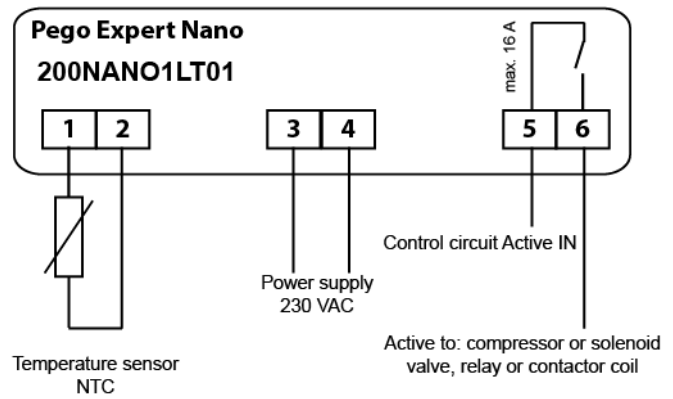 Pego Expert Nano
200NANO1LT01
max. 16 A
1 2 3 4 5 6
Control circuit Active IN
Power supply
230 VAC
Active to: compressor or solenoid
valve, relay or contactor coil
Temperature sensor
NTC